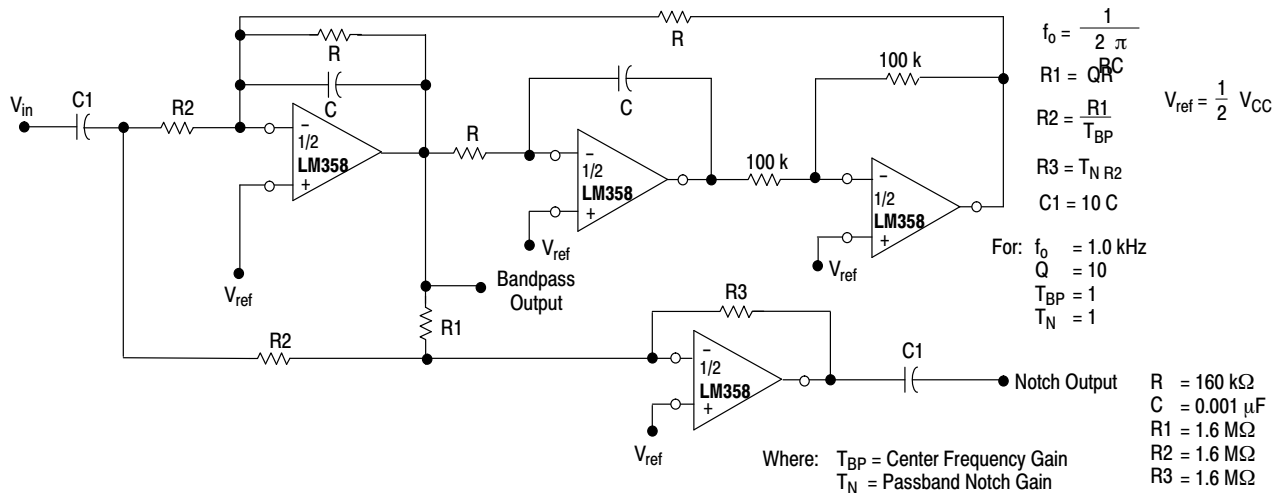 R
R
C
C
100 k
V_in
C1
R2
−
1/2
LM358
+
V_ref
R
−
1/2
LM358
+
V_ref
100 k
−
1/2
LM358
+
V_ref
Bandpass
Output
R1
R2
R3
−
1/2
LM358
+
V_ref
C1
Notch Output
f_o = 1 / 2 π RC
R1 = QR
R2 = R1 / T_BP
R3 = T_N R2
C1 = 10 C
V_ref = 1/2 V_CC
For: f_o = 1.0 kHz
Q = 10
T_BP = 1
T_N = 1
R = 160 kΩ
C = 0.001 μF
R1 = 1.6 MΩ
R2 = 1.6 MΩ
R3 = 1.6 MΩ
Where: T_BP = Center Frequency Gain
T_N = Passband Notch Gain